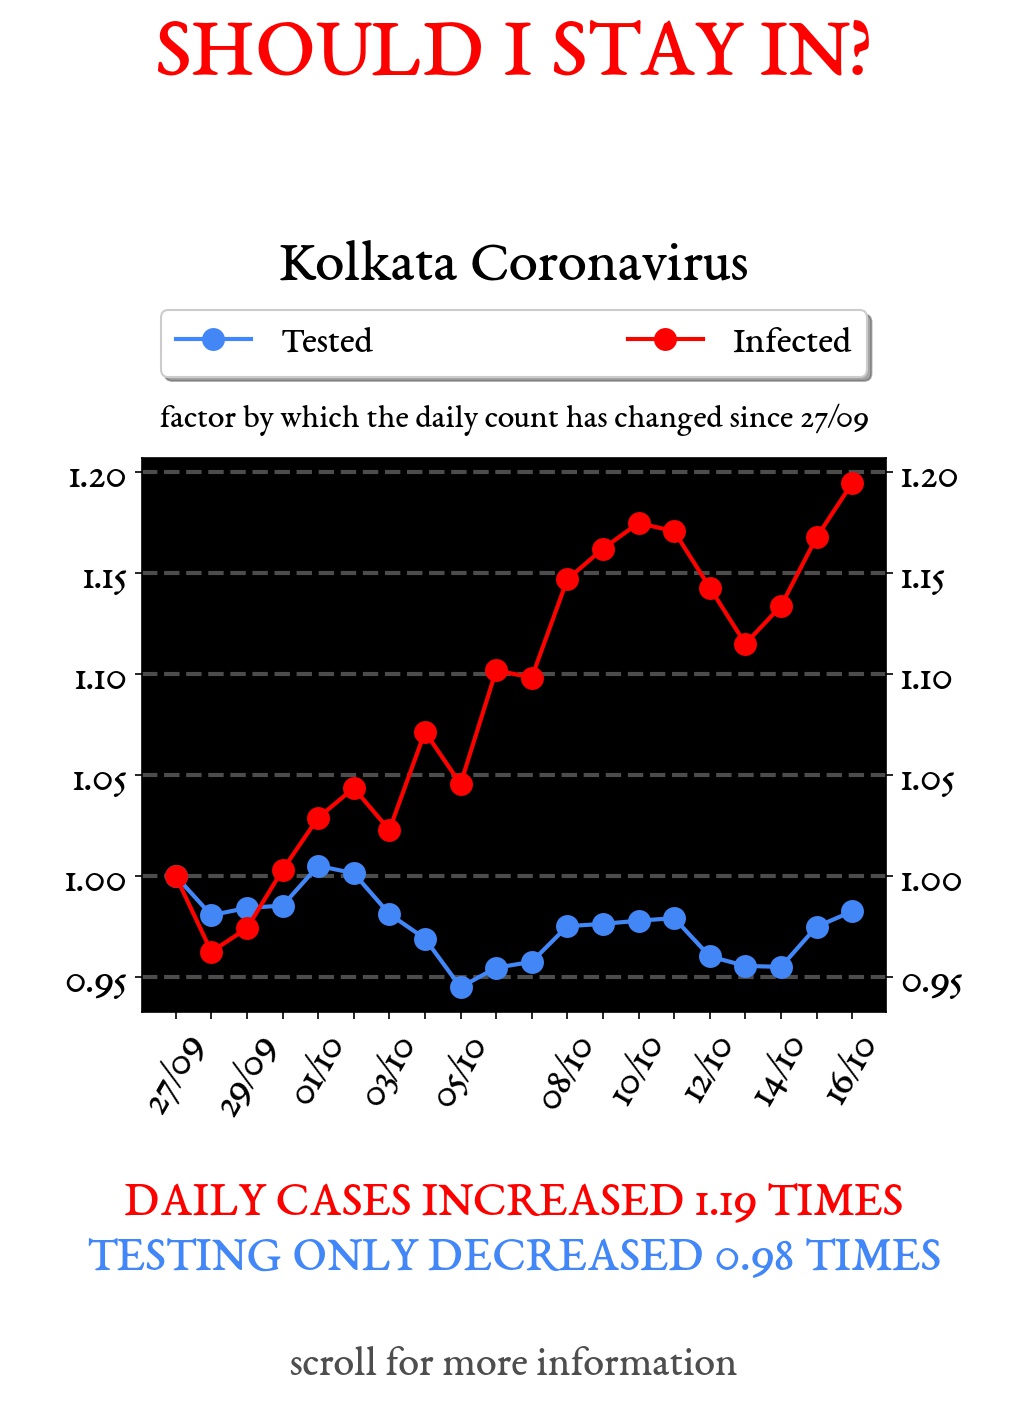 SHOULD I STAY IN?
Kolkata Coronavirus
Tested Infected
factor by which the daily count has changed since 27/09
1.20 1.20
1.15 1.15
1.10 1.10
1.05 1.05
1.00 1.00
0.95 0.95
27/09 29/09 01/10 03/10 05/10 08/10 10/10 12/10 14/10 16/10
DAILY CASES INCREASED 1.19 TIMES
TESTING ONLY DECREASED 0.98 TIMES
scroll for more information